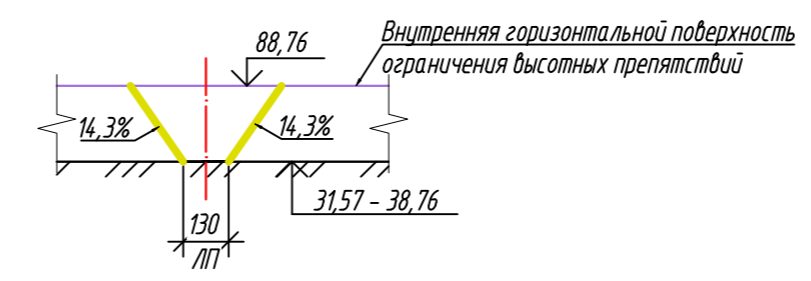 Внутренняя горизонтальной поверхность
ограничения высотных препятствий
88,76
14,3%
14,3%
31,57 - 38,76
130
ЛП